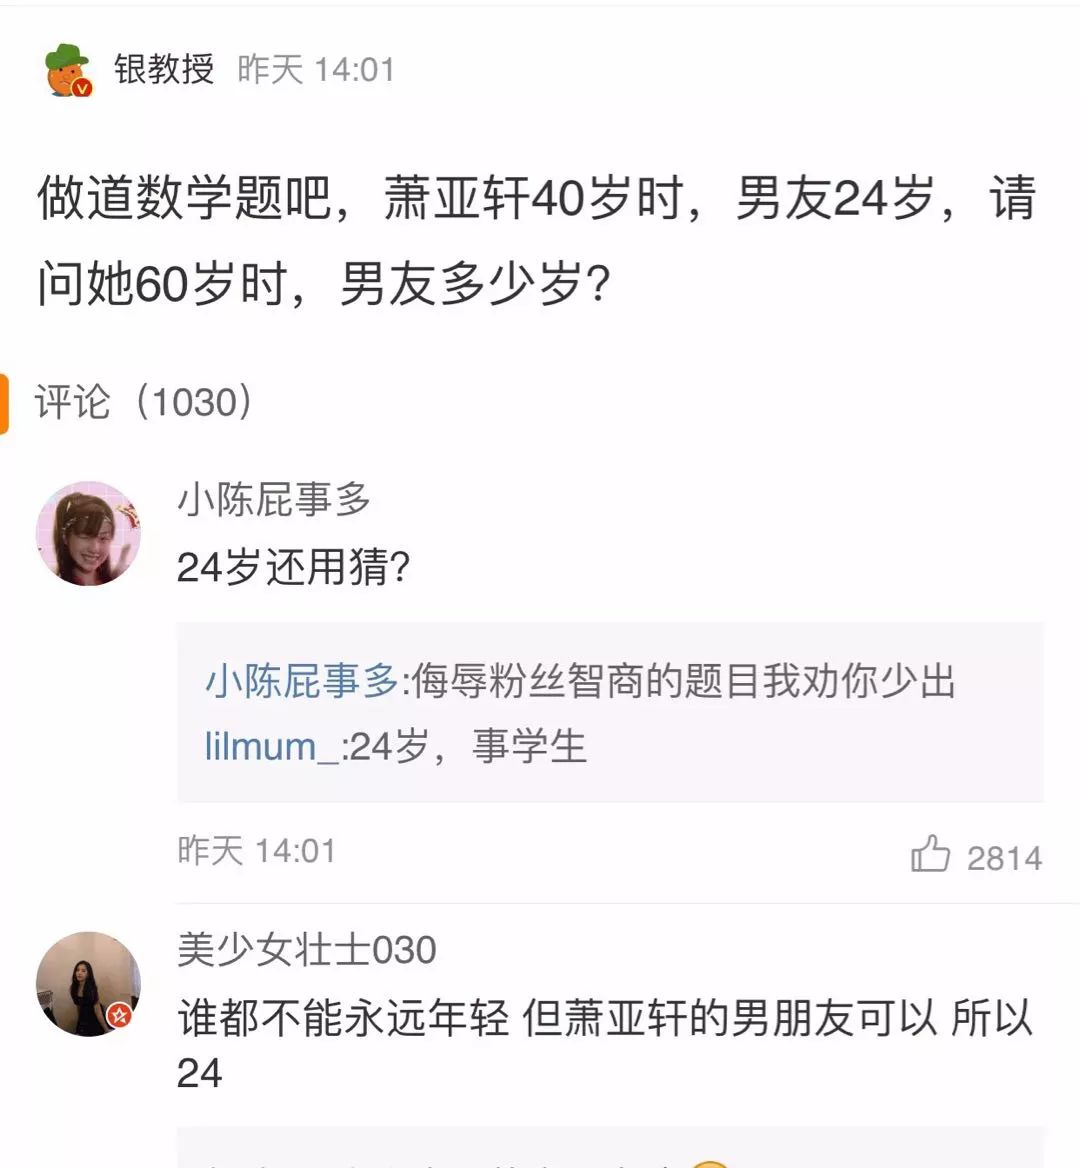 银教授 昨天 14:01
做道数学题吧，萧亚轩40岁时，男友24岁，请
问她60岁时，男友多少岁？
评论（1030）
小陈屁事多
24岁还用猜？
小陈屁事多:侮辱粉丝智商的题目我劝你少出
lilmum_:24岁，事学生
昨天 14:01 2814
美少女壮士030
谁都不能永远年轻 但萧亚轩的男朋友可以 所以
24